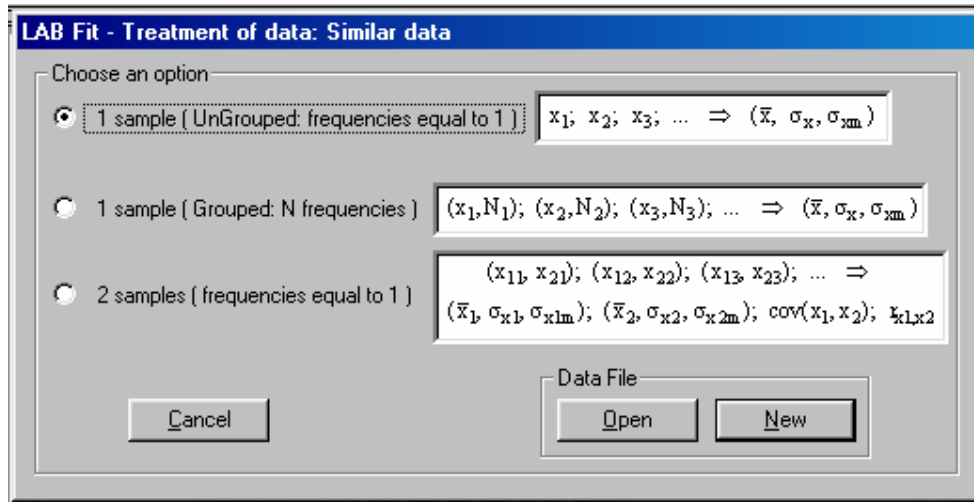 LAB Fit - Treatment of data: Similar data
Choose an option
1 sample ( UnGrouped: frequencies equal to 1 )
x₁; x₂; x₃; ... ⇒ (x̅, σₓ, σₓₘ)
1 sample ( Grouped: N frequencies )
(x₁,N₁); (x₂,N₂); (x₃,N₃); ... ⇒ (x̅, σₓ, σₓₘ)
2 samples ( frequencies equal to 1 )
(x₁₁, x₂₁); (x₁₂, x₂₂); (x₁₃, x₂₃); ... ⇒
(x̅₁, σₓ₁, σₓ₁ₘ); (x̅₂, σₓ₂, σₓ₂ₘ); cov(x₁, x₂); rₓ₁,ₓ₂
Data File
Cancel
Open
New